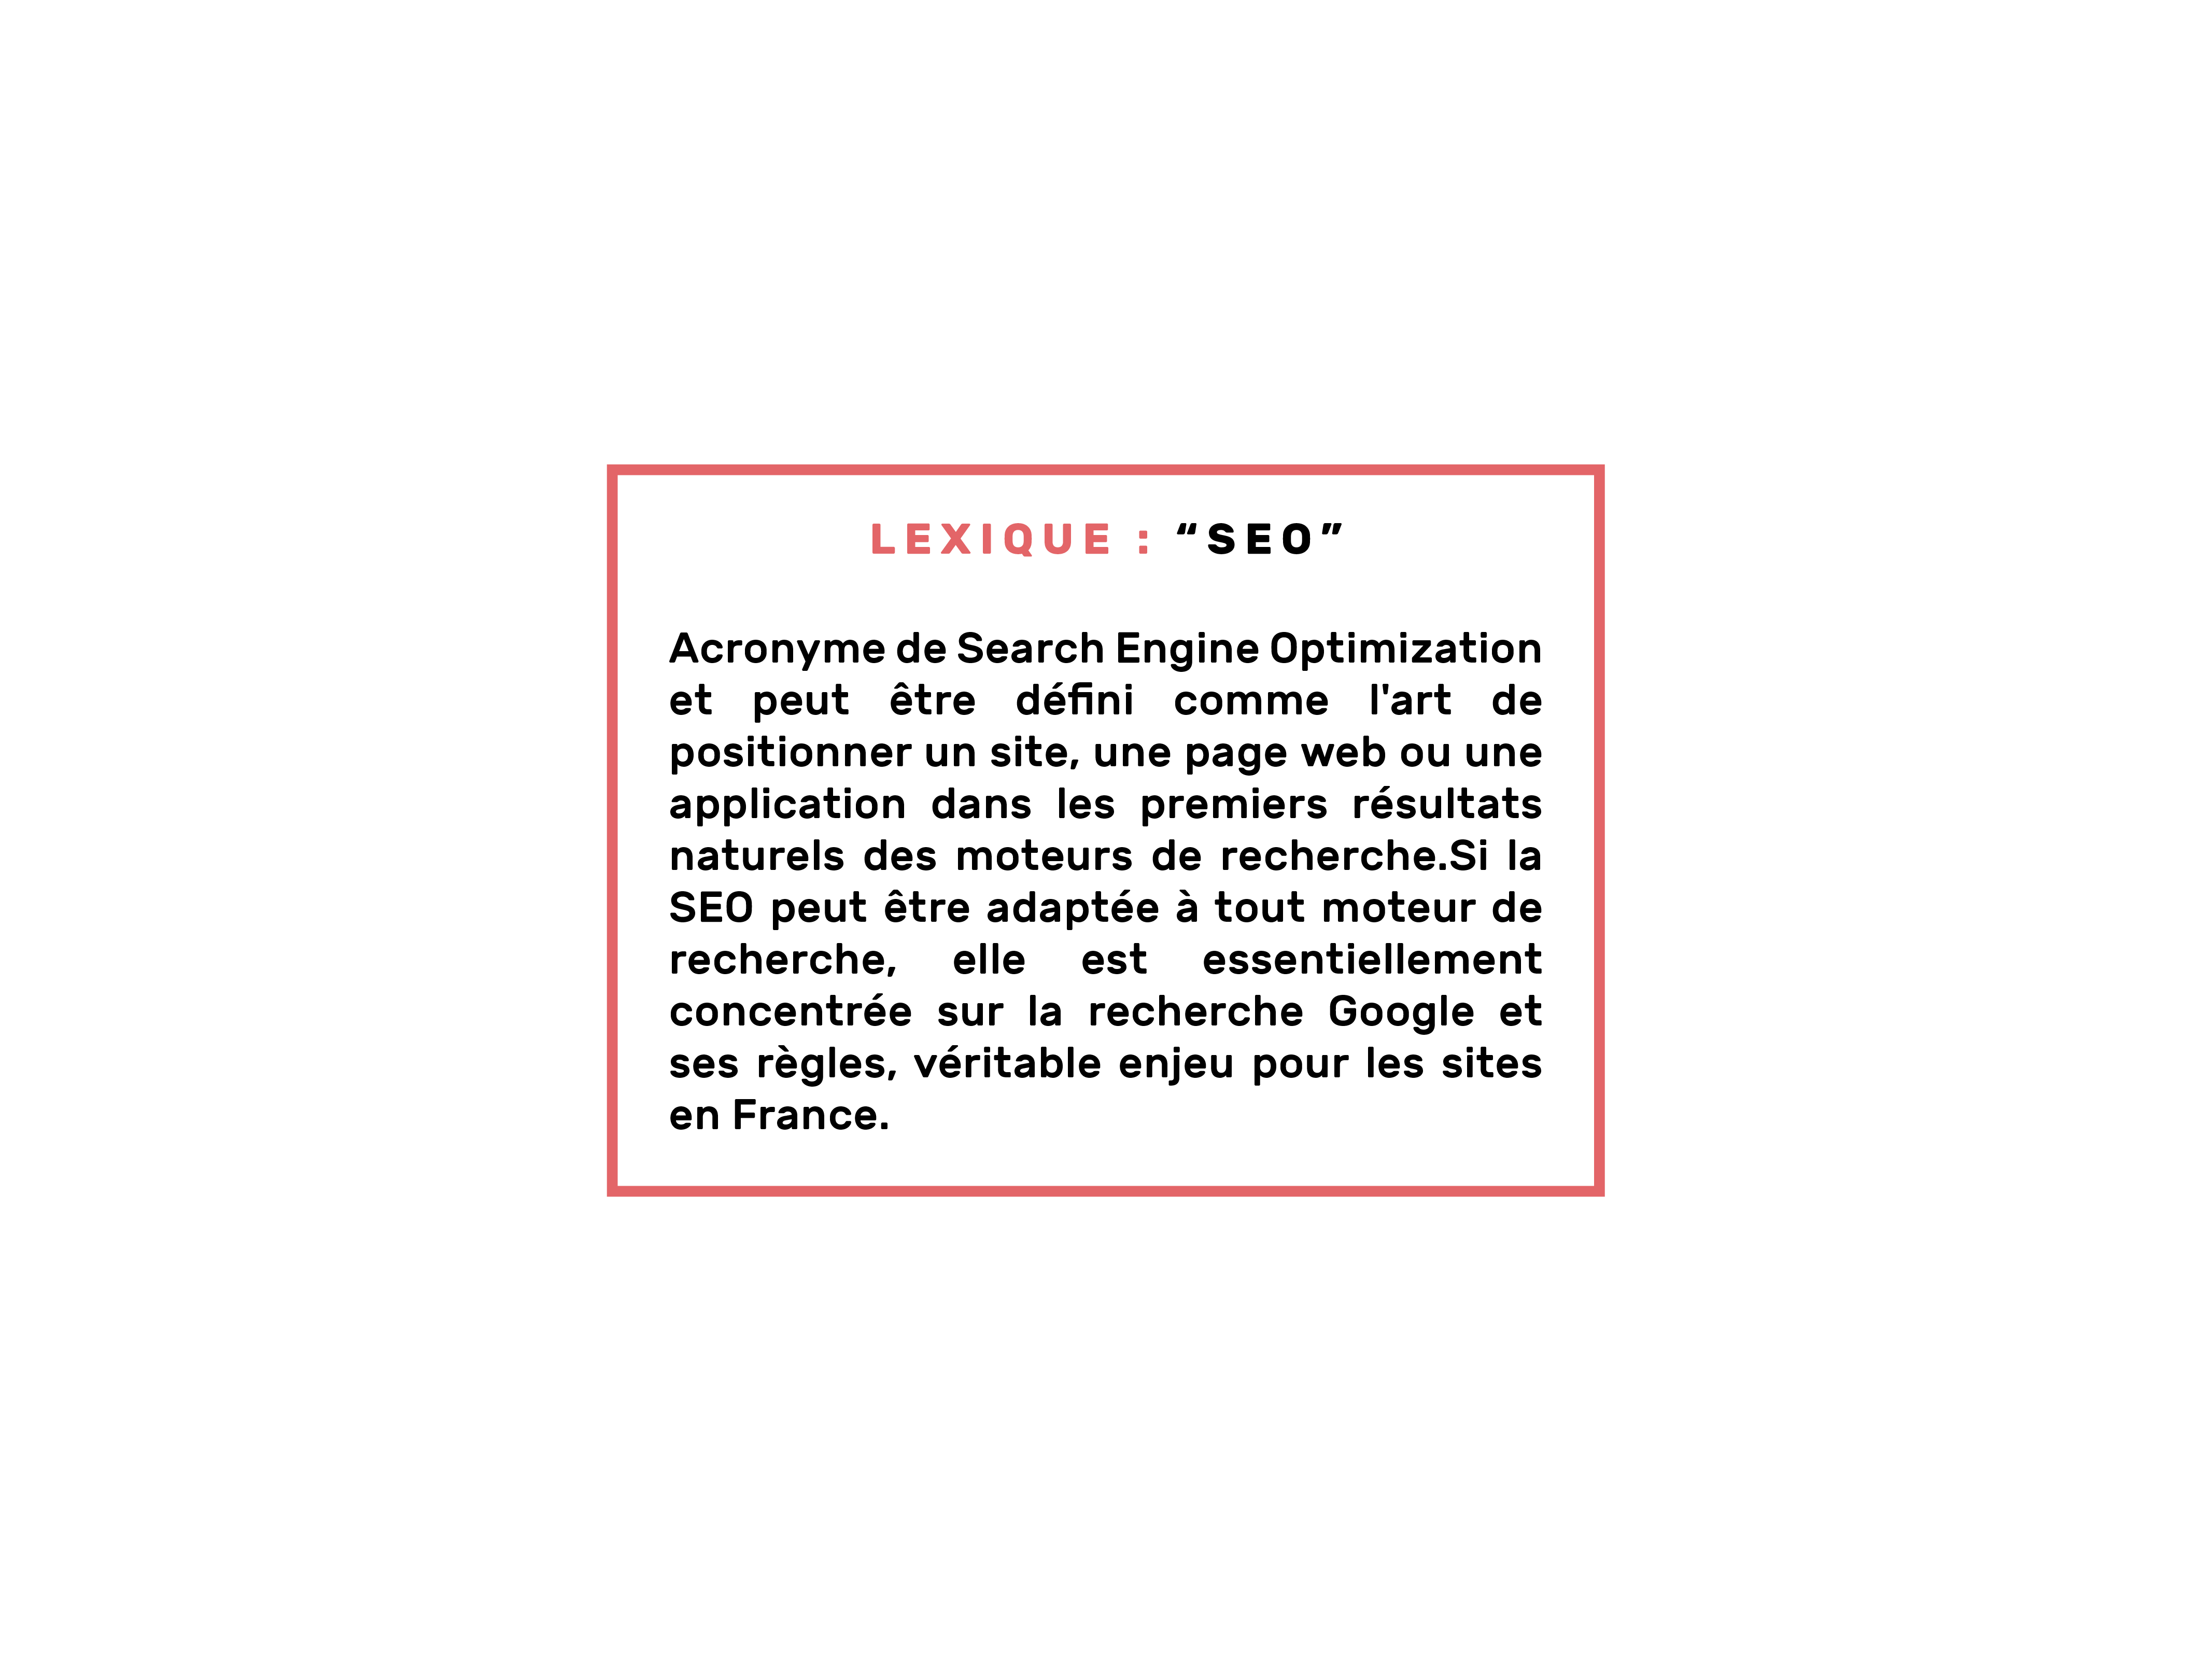 LEXIQUE : “SEO”
Acronyme de Search Engine Optimization
et peut être défini comme l'art de
positionner un site, une page web ou une
application dans les premiers résultats
naturels des moteurs de recherche.Si la
SEO peut être adaptée à tout moteur de
recherche, elle est essentiellement
concentrée sur la recherche Google et
ses règles, véritable enjeu pour les sites
en France.